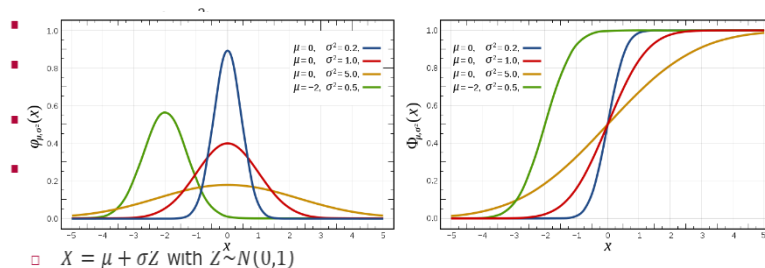 μ=0, σ²=0.2,
μ=0, σ²=1.0,
μ=0, σ²=5.0,
μ=-2, σ²=0.5,
φμ,σ²(x)
1.0
0.8
0.6
0.4
0.2
0.0
-5 -4 -3 -2 -1 0 1 2 3 4 5
x
μ=0, σ²=0.2,
μ=0, σ²=1.0,
μ=0, σ²=5.0,
μ=-2, σ²=0.5,
Φμ,σ²(x)
1.0
0.8
0.6
0.4
0.2
0.0
-5 -4 -3 -2 -1 0 1 2 3 4 5
x
X = μ + σZ with Z~N(0,1)